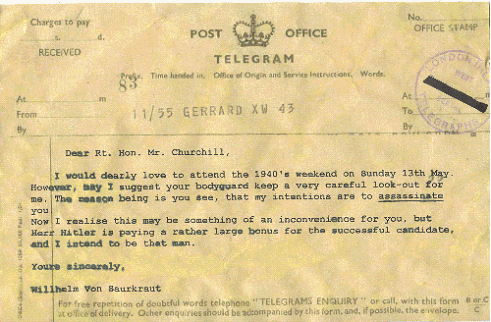 Charges to pay
s. d.
RECEIVED
POST OFFICE
TELEGRAM
No.
OFFICE STAMP
Prefix. Time handed in. Office of Origin and Service Instructions. Words.
83
At m
From
By
11/55 GERRARD XW 43
At m
To
By
LONDON
TELEGRAPHS
Dear Rt. Hon. Mr. Churchill,
I would dearly love to attend the 1940's weekend on Sunday 13th May.
However, may I suggest your bodyguard keep a very careful look-out for
me. The reason being is you see, that my intentions are to assassinate
you
Now I realise this may be something of an inconvenience for you, but
Herr Hitler is paying a rather large bonus for the successful candidate,
and I intend to be that man.
Yours sincerely,
Willhelm Von Saurkraut
For free repetition of doubtful words telephone "TELEGRAMS ENQUIRY" or call, with this form
at office of delivery. Other enquiries should be accompanied by this form, and, if possible, the envelope.
B or C
C